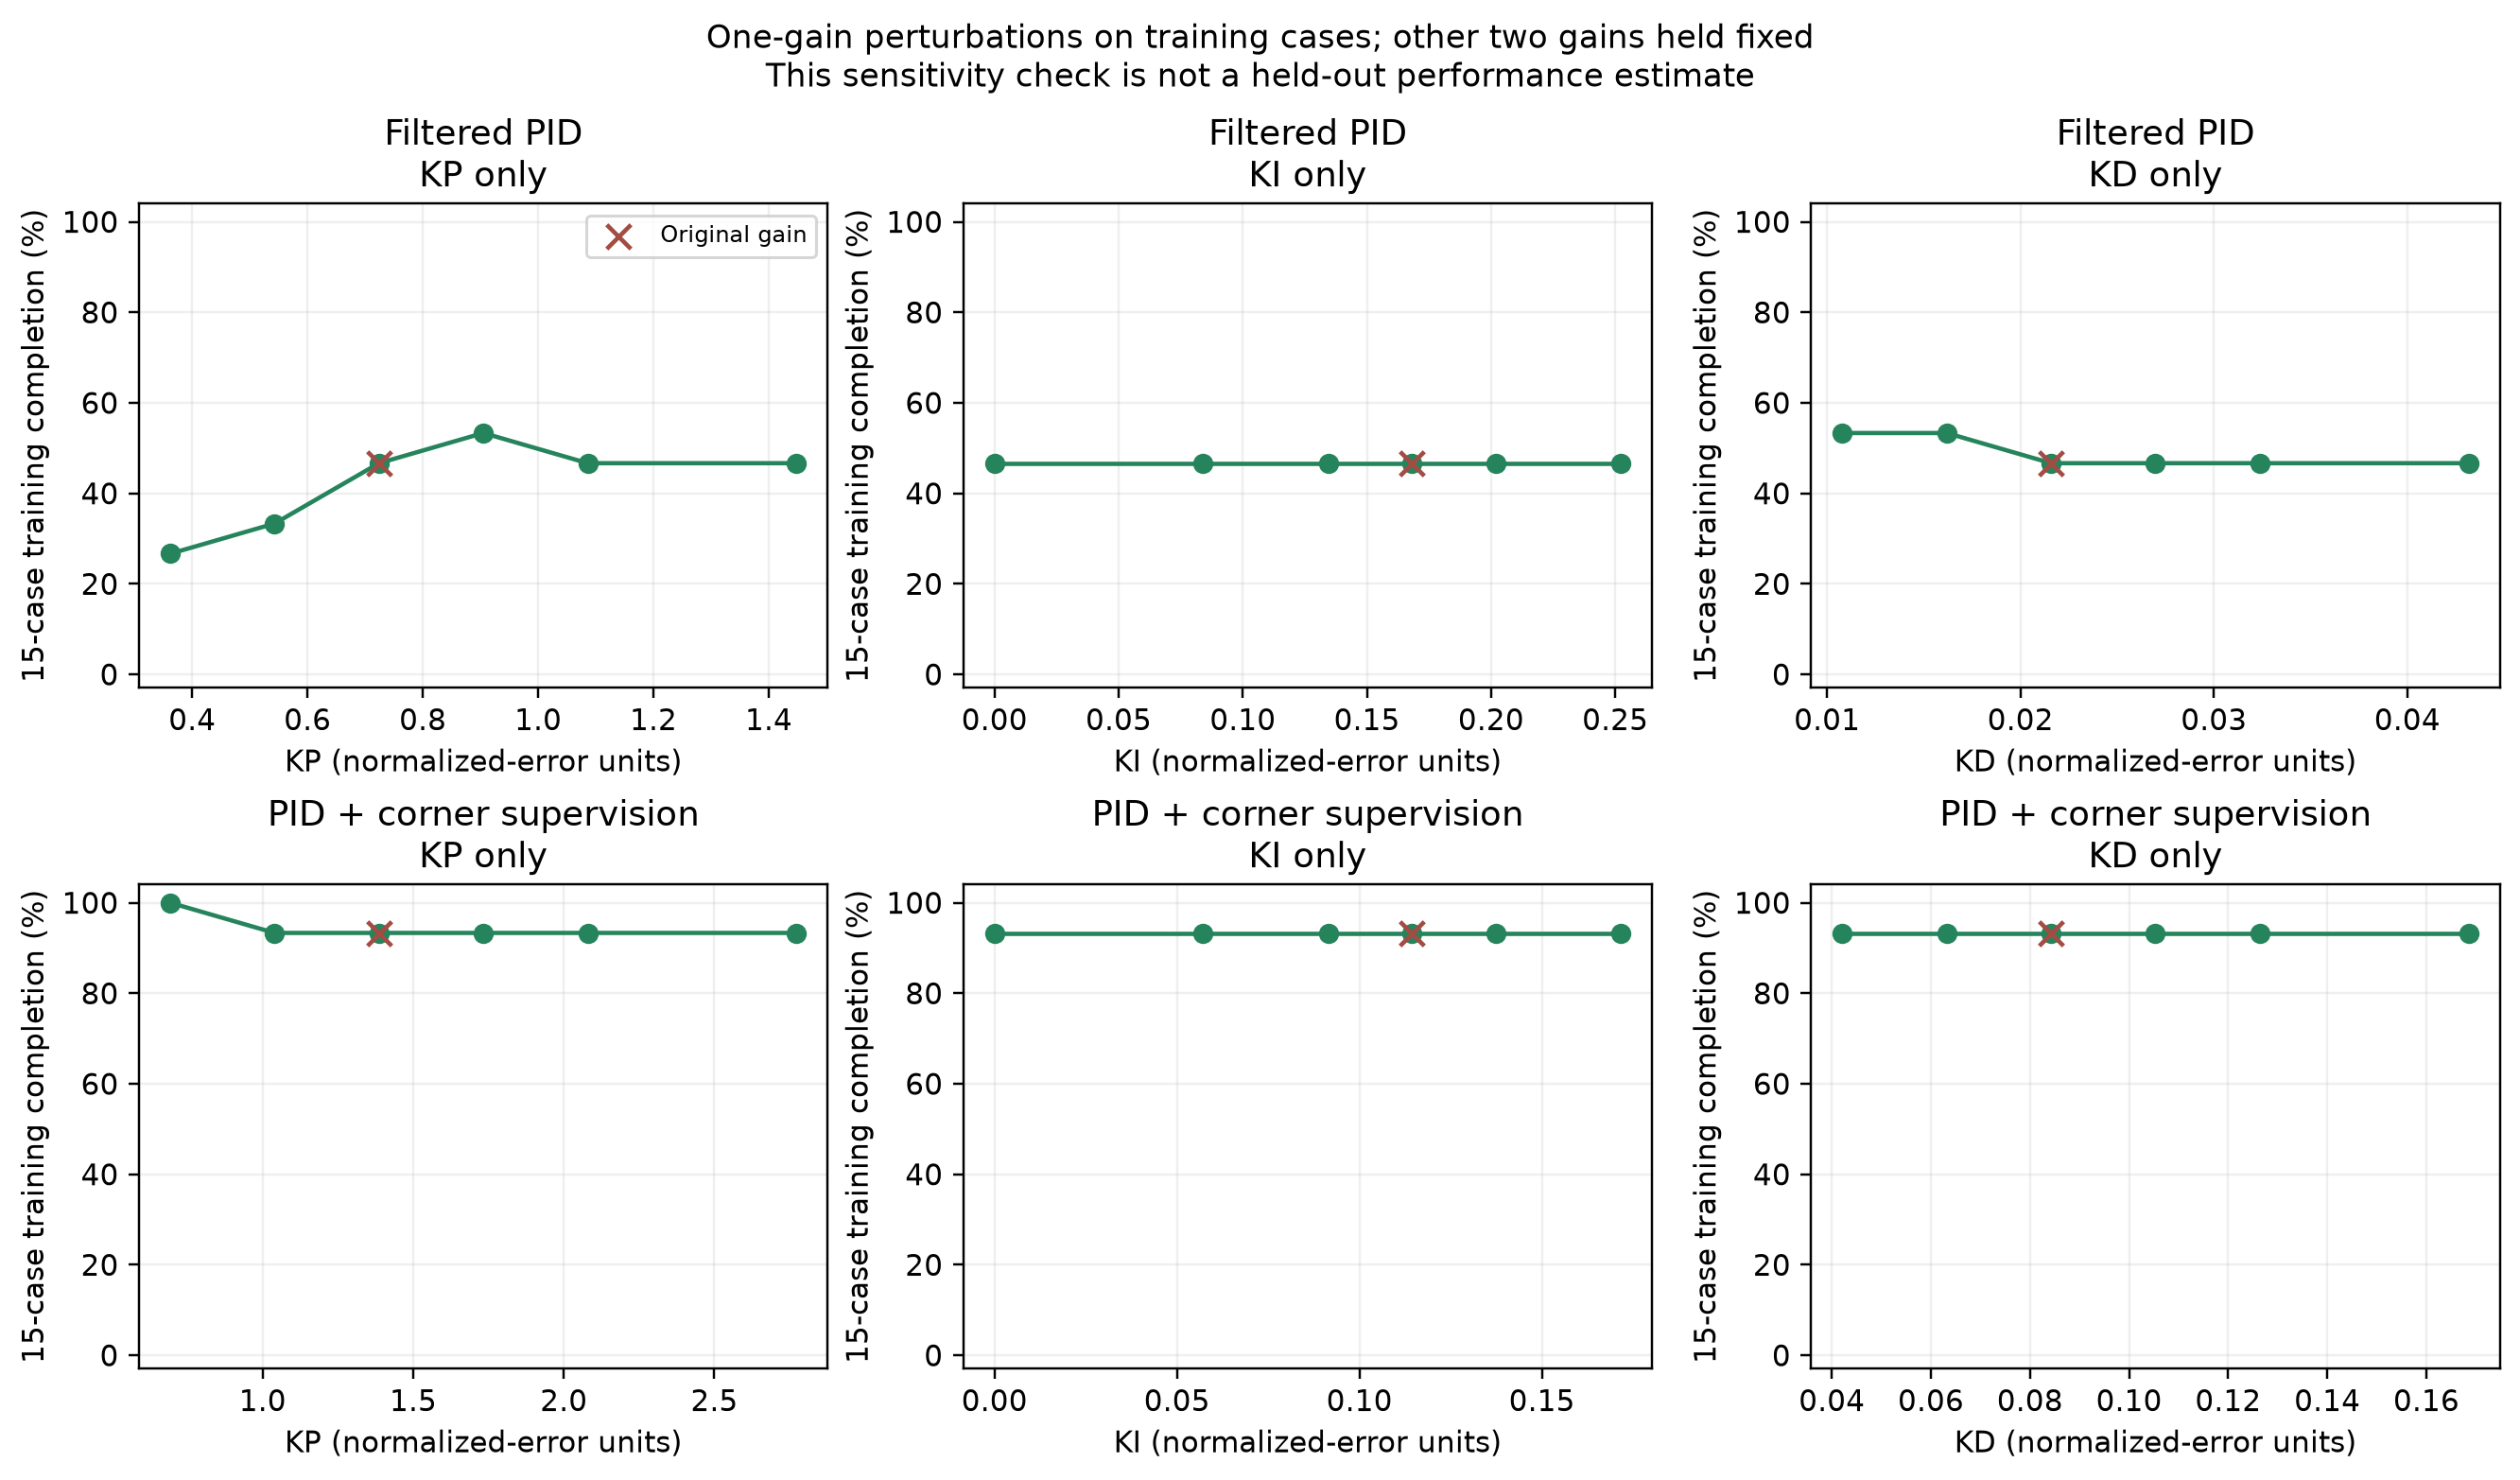 One-gain perturbations on training cases; other two gains held fixed
This sensitivity check is not a held-out performance estimate
Filtered PID
KP only
15-case training completion (%)
100
80
60
40
20
0
Original gain
0.4 0.6 0.8 1.0 1.2 1.4
KP (normalized-error units)
Filtered PID
KI only
15-case training completion (%)
100
80
60
40
20
0
0.00 0.05 0.10 0.15 0.20 0.25
KI (normalized-error units)
Filtered PID
KD only
15-case training completion (%)
100
80
60
40
20
0
0.01 0.02 0.03 0.04
KD (normalized-error units)
PID + corner supervision
KP only
15-case training completion (%)
100
80
60
40
20
0
1.0 1.5 2.0 2.5
KP (normalized-error units)
PID + corner supervision
KI only
15-case training completion (%)
100
80
60
40
20
0
0.00 0.05 0.10 0.15
KI (normalized-error units)
PID + corner supervision
KD only
15-case training completion (%)
100
80
60
40
20
0
0.04 0.06 0.08 0.10 0.12 0.14 0.16
KD (normalized-error units)